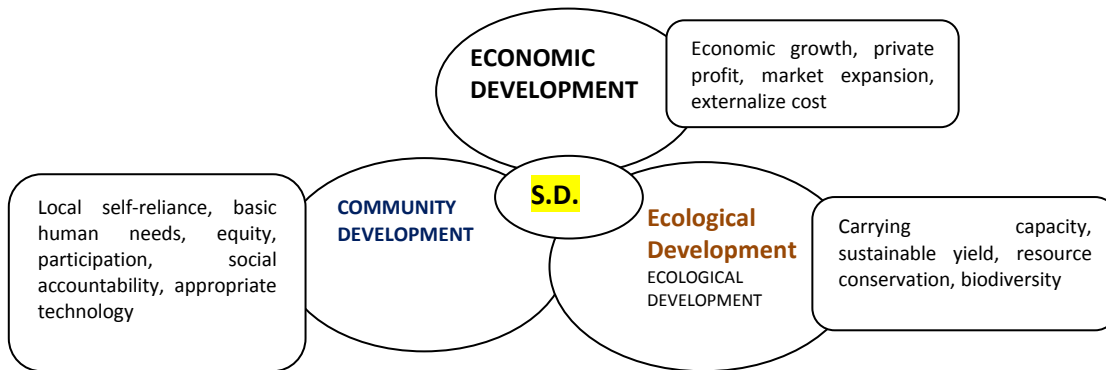 ECONOMIC
DEVELOPMENT
Economic growth, private
profit, market expansion,
externalize cost
S.D.
Local self-reliance, basic
human needs, equity,
participation, social
accountability, appropriate
technology
COMMUNITY
DEVELOPMENT
Ecological
Development
ECOLOGICAL
DEVELOPMENT
Carrying capacity,
sustainable yield, resource
conservation, biodiversity